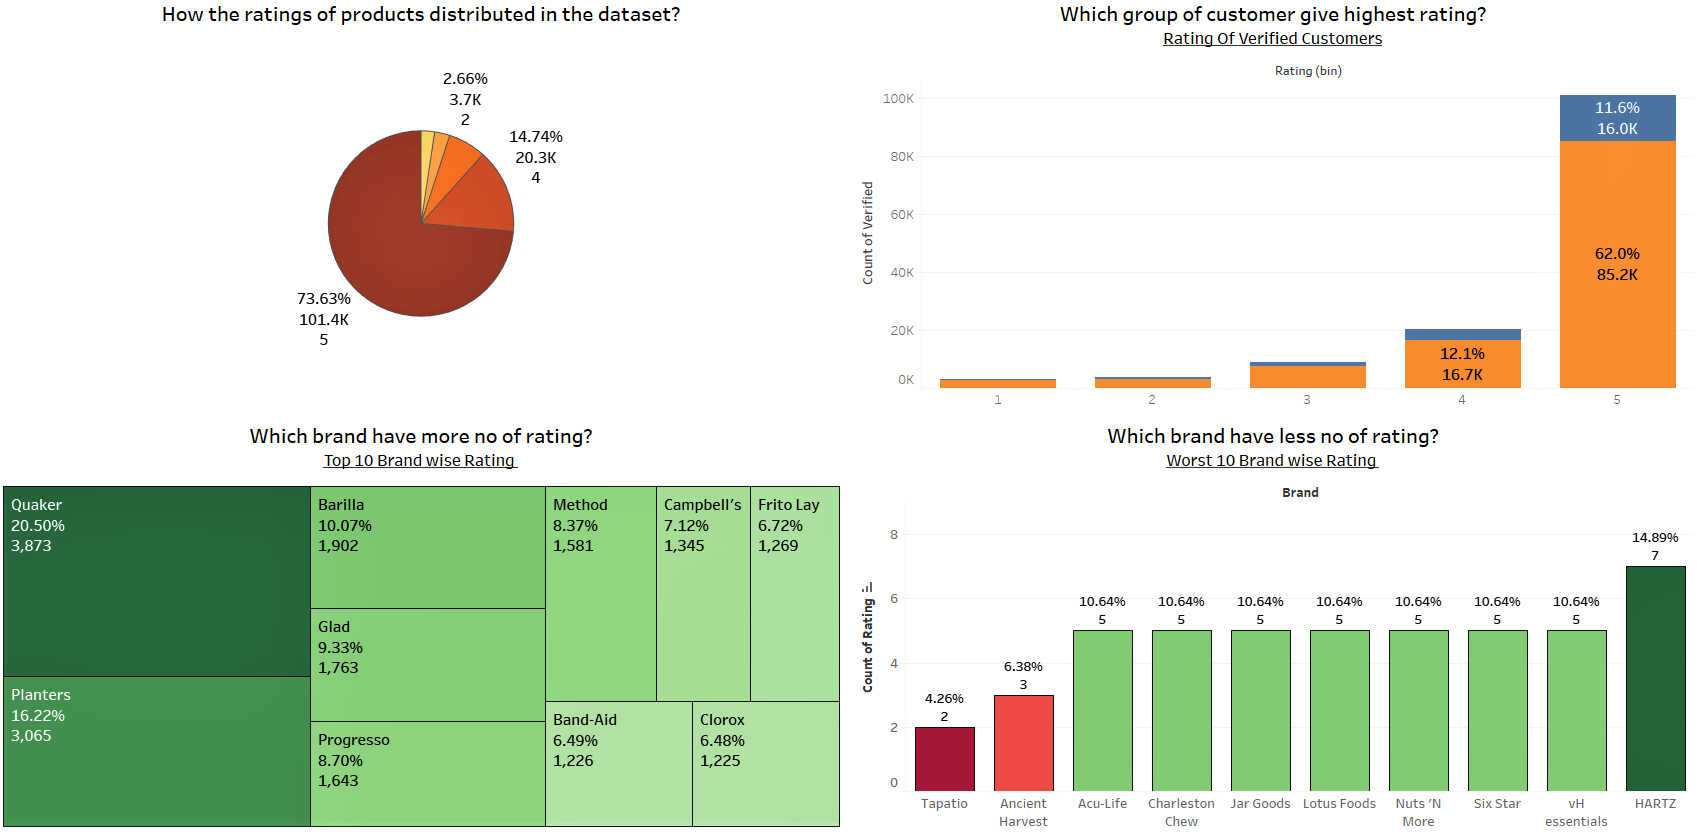 How the ratings of products distributed in the dataset?
2.66%
3.7K
2
14.74%
20.3K
4
73.63%
101.4K
5
Which group of customer give highest rating?
Rating Of Verified Customers
Rating (bin)
Count of Verified
100K
80K
60K
40K
20K
0K
11.6%
16.0K
62.0%
85.2K
12.1%
16.7K
1
2
3
4
5
Which brand have more no of rating?
Top 10 Brand wise Rating
Quaker
20.50%
3,873
Planters
16.22%
3,065
Barilla
10.07%
1,902
Glad
9.33%
1,763
Progresso
8.70%
1,643
Method
8.37%
1,581
Campbell’s
7.12%
1,345
Frito Lay
6.72%
1,269
Band-Aid
6.49%
1,226
Clorox
6.48%
1,225
Which brand have less no of rating?
Worst 10 Brand wise Rating
Brand
Count of Rating
8
6
4
2
0
4.26%
2
6.38%
3
10.64%
5
10.64%
5
10.64%
5
10.64%
5
10.64%
5
10.64%
5
10.64%
5
14.89%
7
Tapatio
Ancient
Harvest
Acu-Life
Charleston
Chew
Jar Goods
Lotus Foods
Nuts ’N
More
Six Star
vH
essentials
HARTZ